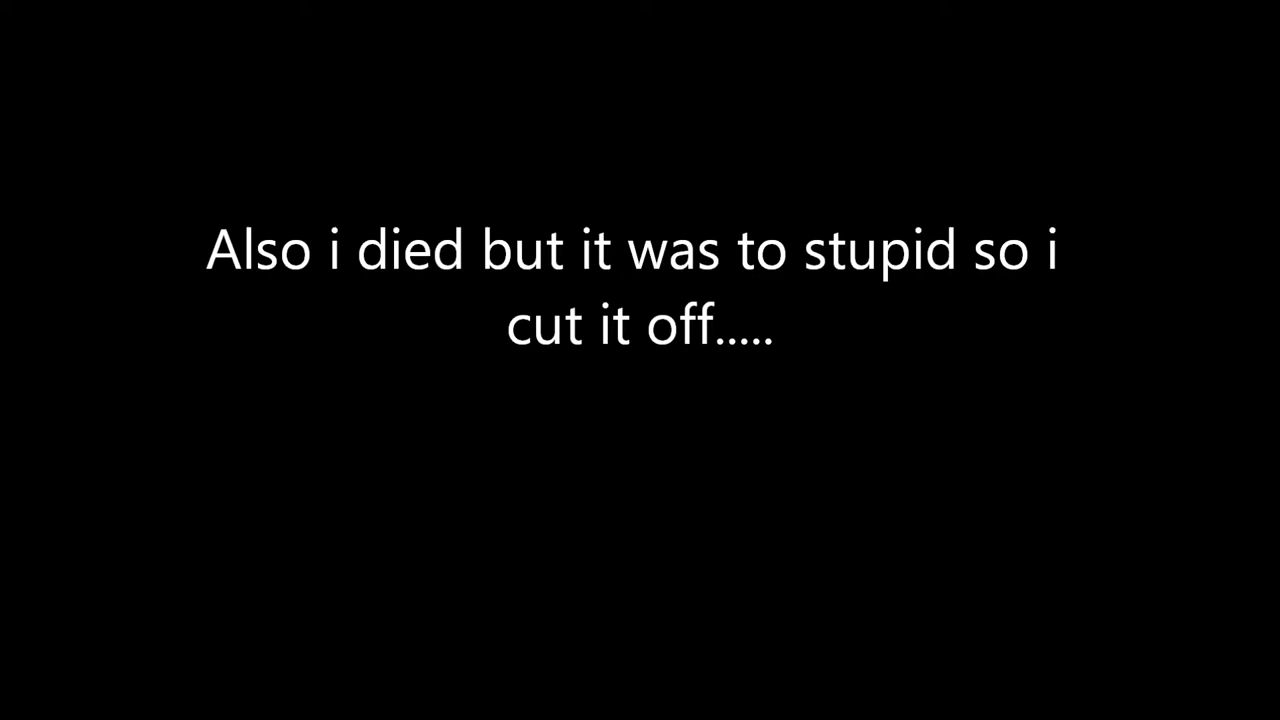 Also i died but it was to stupid so i
cut it off.....